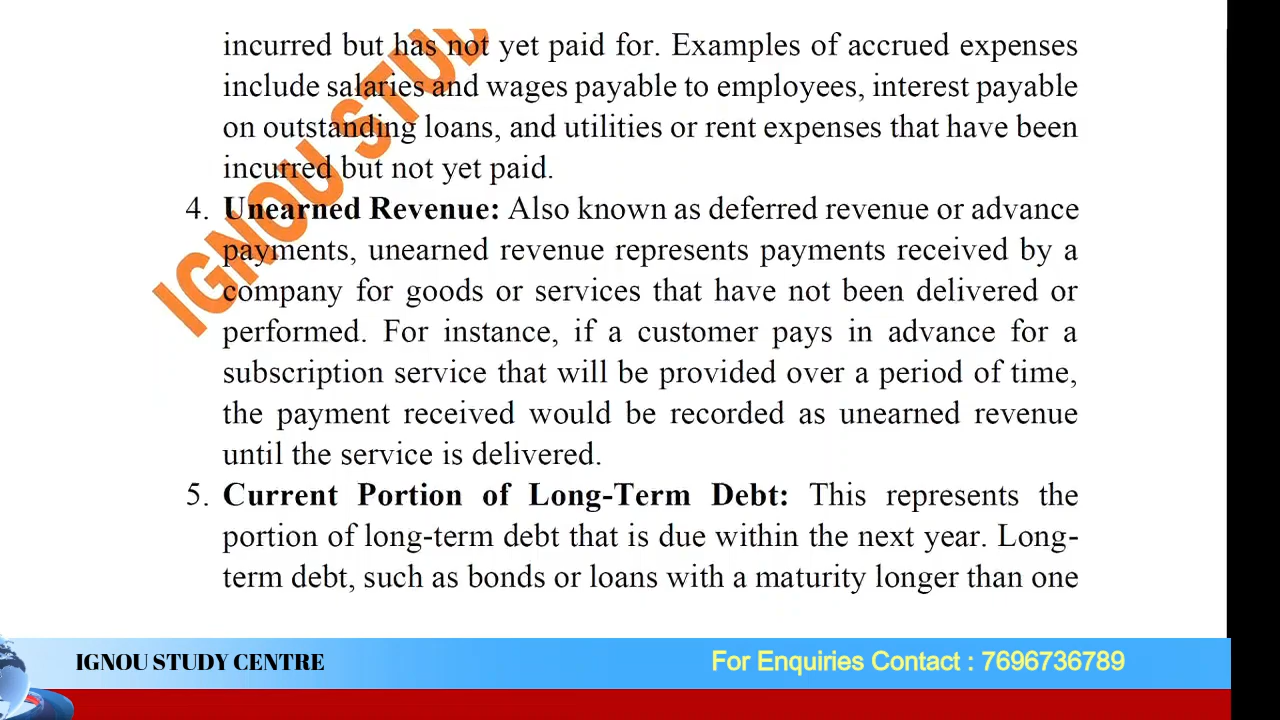 incurred but has not yet paid for. Examples of accrued expenses
include salaries and wages payable to employees, interest payable
on outstanding loans, and utilities or rent expenses that have been
incurred but not yet paid.
4. Unearned Revenue: Also known as deferred revenue or advance
payments, unearned revenue represents payments received by a
company for goods or services that have not been delivered or
performed. For instance, if a customer pays in advance for a
subscription service that will be provided over a period of time,
the payment received would be recorded as unearned revenue
until the service is delivered.
5. Current Portion of Long-Term Debt: This represents the
portion of long-term debt that is due within the next year. Long-
term debt, such as bonds or loans with a maturity longer than one
IGNOU STUD
IGNOU STUDY CENTRE
For Enquiries Contact : 7696736789